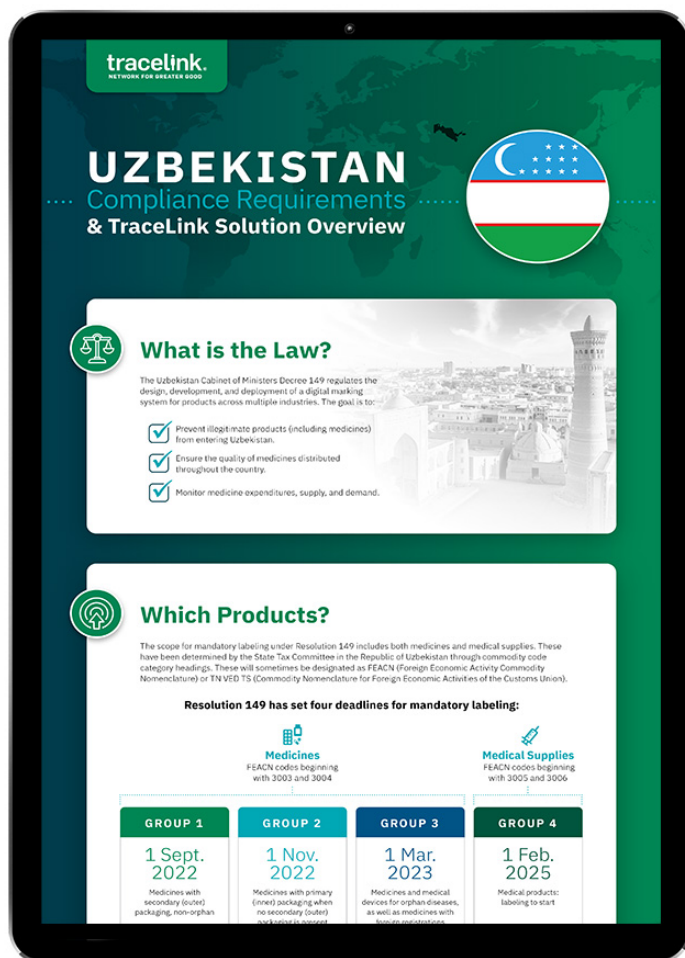 tracelink.
NETWORK FOR GREATER GOOD
UZBEKISTAN
Compliance Requirements
& TraceLink Solution Overview
What is the Law?
The Uzbekistan Cabinet of Ministers Decree 149 regulates the
design, development, and deployment of a digital marking
system for products across multiple industries. The goal is to:
Prevent illegitimate products (including medicines)
from entering Uzbekistan.
Ensure the quality of medicines distributed
throughout the country.
Monitor medicine expenditures, supply, and demand.
Which Products?
The scope for mandatory labeling under Resolution 149 includes both medicines and medical supplies. These
have been determined by the State Tax Committee in the Republic of Uzbekistan through commodity code
category headings. These will sometimes be designated as FEACN (Foreign Economic Activity Commodity
Nomenclature) or TN VED TS (Commodity Nomenclature for Foreign Economic Activities of the Customs Union).
Resolution 149 has set four deadlines for mandatory labeling:
Medicines
FEACN codes beginning
with 3003 and 3004
Medical Supplies
FEACN codes beginning
with 3005 and 3006
GROUP 1
1 Sept.
2022
Medicines with
secondary (outer)
packaging, non-orphan
GROUP 2
1 Nov.
2022
Medicines with primary
(inner) packaging when
no secondary (outer)
packaging is present
GROUP 3
1 Mar.
2023
Medicines and medical
devices for orphan diseases,
as well as medicines with
foreign registrations
GROUP 4
1 Feb.
2025
Medical products:
labeling to start